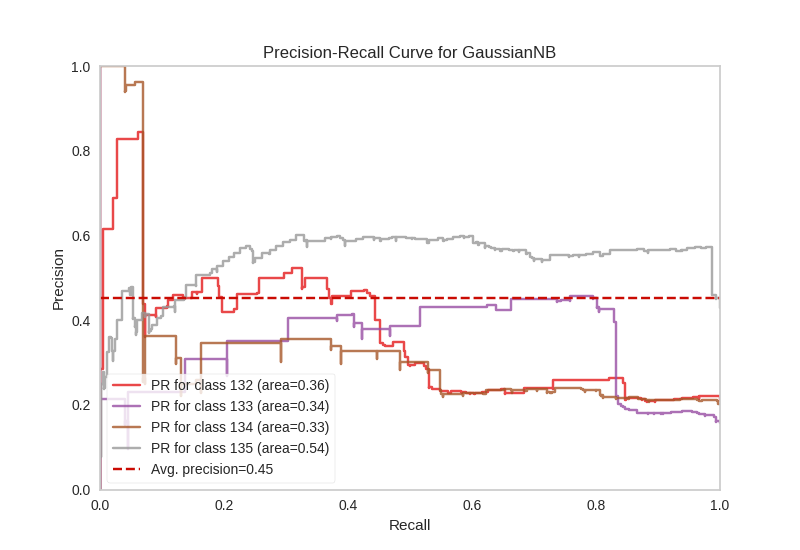 Precision-Recall Curve for GaussianNB
1.0
0.8
0.6
0.4
0.2
0.0
Precision
PR for class 132 (area=0.36)
PR for class 133 (area=0.34)
PR for class 134 (area=0.33)
PR for class 135 (area=0.54)
Avg. precision=0.45
0.0 0.2 0.4 0.6 0.8 1.0
Recall